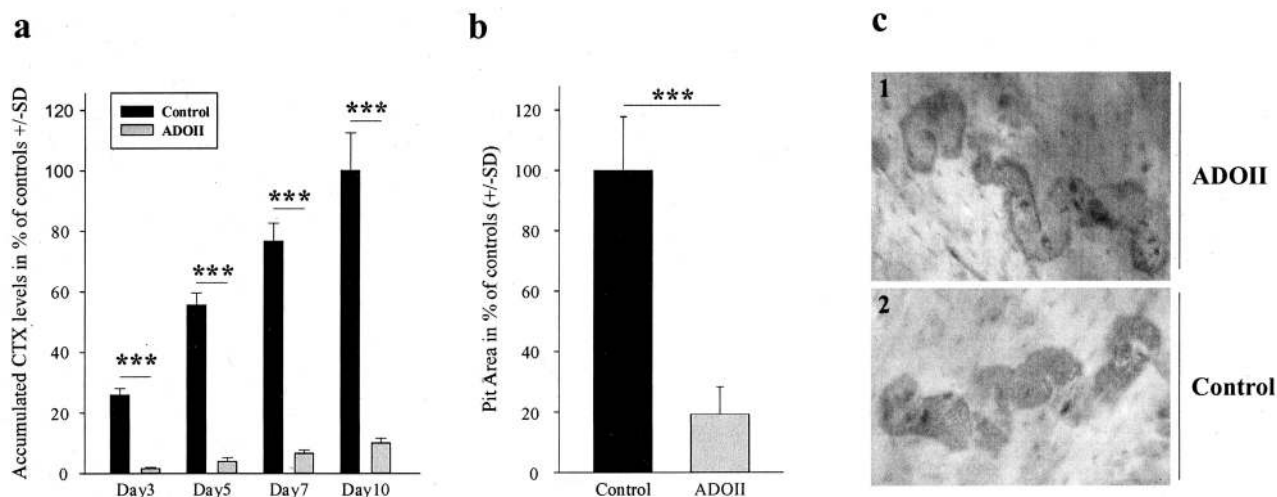 a
Accumulated CTX levels in % of controls +/-SD
120
100
80
60
40
20
0
Control
ADOII
***
***
***
***
Day3
Day5
Day7
Day10
b
Pit Area in % of controls (+/-SD)
120
100
80
60
40
20
0
***
Control
ADOII
c
1
ADOII
2
Control